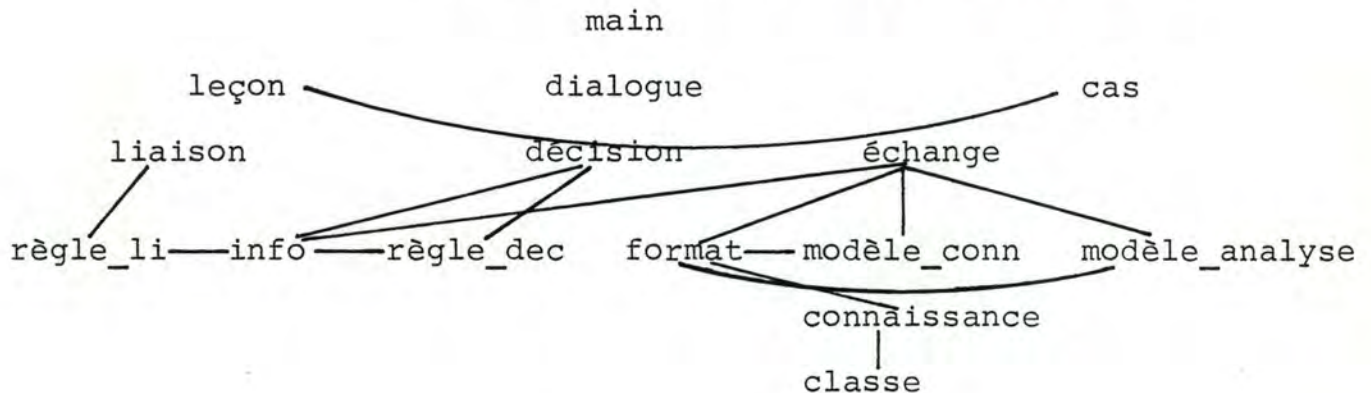 main
leçon dialogue cas
liaison décision échange
règle_li info règle_dec format modèle_conn modèle_analyse
connaissance
classe